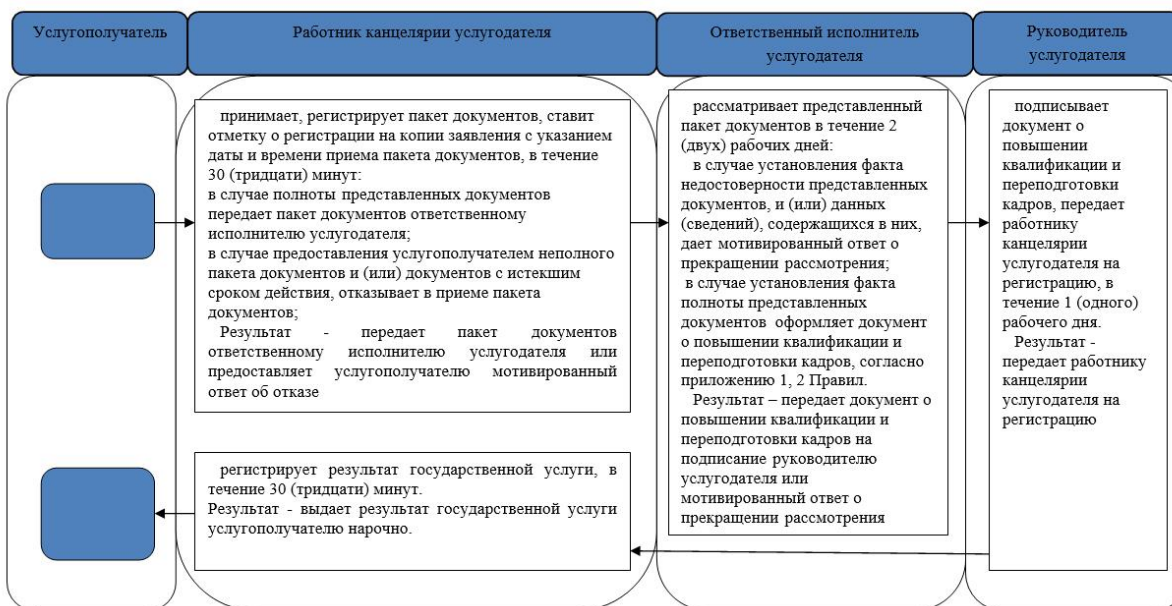 Услугополучатель
Работник канцелярии услугодателя
Ответственный исполнитель
услугодателя
Руководитель
услугодателя
принимает, регистрирует пакет документов, ставит
отметку о регистрации на копии заявления с указанием
даты и времени приема пакета документов, в течение
30 (тридцати) минут:
в случае полноты представленных документов
передает пакет документов ответственному
исполнителю услугодателя;
в случае предоставления услугополучателем неполного
пакета документов и (или) документов с истекшим
сроком действия, отказывает в приеме пакета
документов;
Результат - передает пакет документов
ответственному исполнителю услугодателя или
предоставляет услугополучателю мотивированный
ответ об отказе
рассматривает представленный
пакет документов в течение 2
(двух) рабочих дней:
в случае установления факта
недостоверности представленных
документов, и (или) данных
(сведений), содержащихся в них,
дает мотивированный ответ о
прекращении рассмотрения;
в случае установления факта
полноты представленных
документов оформляет документ
о повышении квалификации и
переподготовки кадров, согласно
приложению 1, 2 Правил.
Результат – передает документ о
повышении квалификации и
переподготовки кадров на
подписание руководителю
услугодателя или
мотивированный ответ о
прекращении рассмотрения
подписывает
документ о
повышении
квалификации и
переподготовки
кадров, передает
работнику
канцелярии
услугодателя на
регистрацию, в
течение 1 (одного)
рабочего дня.
Результат -
передает работнику
канцелярии
услугодателя на
регистрацию
регистрирует результат государственной услуги, в
течение 30 (тридцати) минут.
Результат - выдает результат государственной услуги
услугополучателю нарочно.